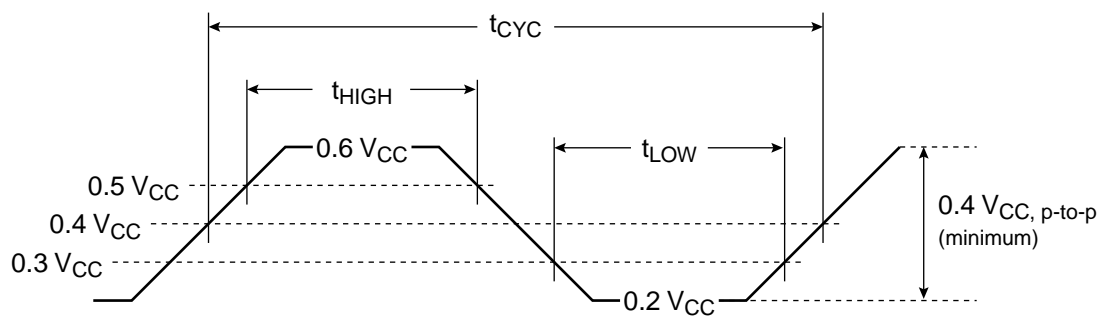 tCYC
tHIGH
0.6 VCC
tLOW
0.5 VCC
0.4 VCC
0.4 VCC, p-to-p
(minimum)
0.3 VCC
0.2 VCC